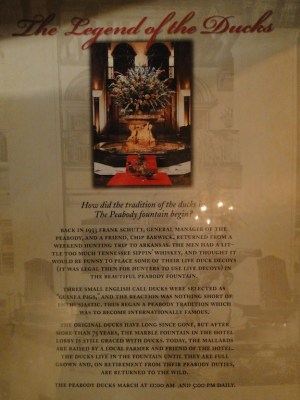 The Legend of the Ducks
How did the tradition of the ducks in
The Peabody fountain begin?
BACK IN 1933 FRANK SCHUTT, GENERAL MANAGER OF THE
PEABODY, AND A FRIEND, CHIP BARWICK, RETURNED FROM A
WEEKEND HUNTING TRIP TO ARKANSAS. THE MEN HAD A LIT-
TLE TOO MUCH TENNESSEE SIPPIN' WHISKEY, AND THOUGHT IT
WOULD BE FUNNY TO PLACE SOME OF THEIR LIVE DUCK DECOYS
(IT WAS LEGAL THEN FOR HUNTERS TO USE LIVE DECOYS) IN
THE BEAUTIFUL PEABODY FOUNTAIN.
THREE SMALL ENGLISH CALL DUCKS WERE SELECTED AS
"GUINEA PIGS," AND THE REACTION WAS NOTHING SHORT OF
ENTHUSIASTIC. THUS BEGAN A PEABODY TRADITION WHICH
WAS TO BECOME INTERNATIONALLY FAMOUS.
THE ORIGINAL DUCKS HAVE LONG SINCE GONE, BUT AFTER
MORE THAN 75 YEARS, THE MARBLE FOUNTAIN IN THE HOTEL
LOBBY IS STILL GRACED WITH DUCKS. TODAY, THE MALLARDS
ARE RAISED BY A LOCAL FARMER AND FRIEND OF THE HOTEL.
THE DUCKS LIVE IN THE FOUNTAIN UNTIL THEY ARE FULL
GROWN AND, ON RETIREMENT FROM THEIR PEABODY DUTIES,
ARE RETURNED TO THE WILD.
THE PEABODY DUCKS MARCH AT 11:00 AM AND 5:00 PM DAILY.